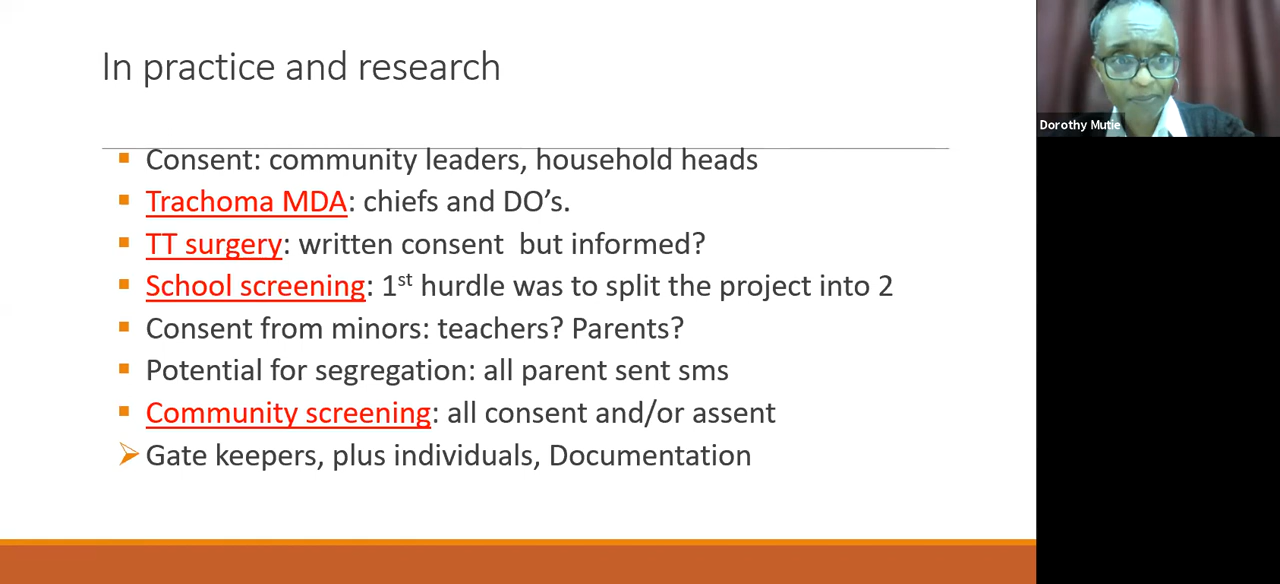 In practice and research
Consent: community leaders, household heads
Trachoma MDA: chiefs and DO’s.
TT surgery: written consent  but informed?
School screening: 1st hurdle was to split the project into 2
Consent from minors: teachers? Parents?
Potential for segregation: all parent sent sms
Community screening: all consent and/or assent
Gate keepers, plus individuals, Documentation
Dorothy Mutie